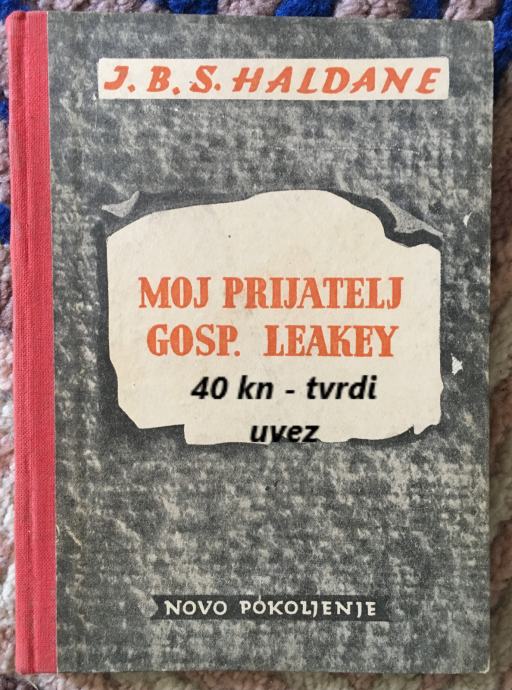 J. B. S. HALDANE
MOJ PRIJATELJ
GOSP. LEAKEY
40 kn - tvrdi
uvez
NOVO POKOLJENJE